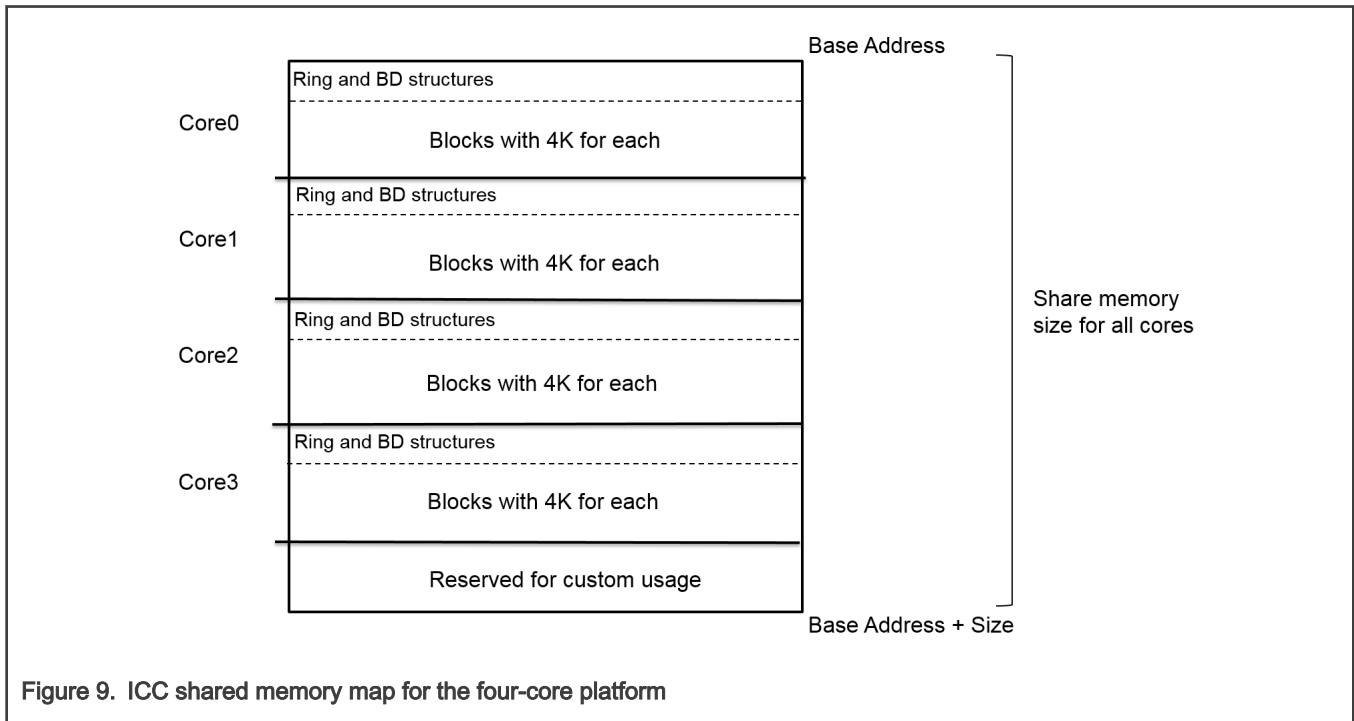 Base Address
Ring and BD structures
Core0
Blocks with 4K for each
Ring and BD structures
Core1
Blocks with 4K for each
Share memory
size for all cores
Ring and BD structures
Core2
Blocks with 4K for each
Ring and BD structures
Core3
Blocks with 4K for each
Reserved for custom usage
Base Address + Size
Figure 9. ICC shared memory map for the four-core platform